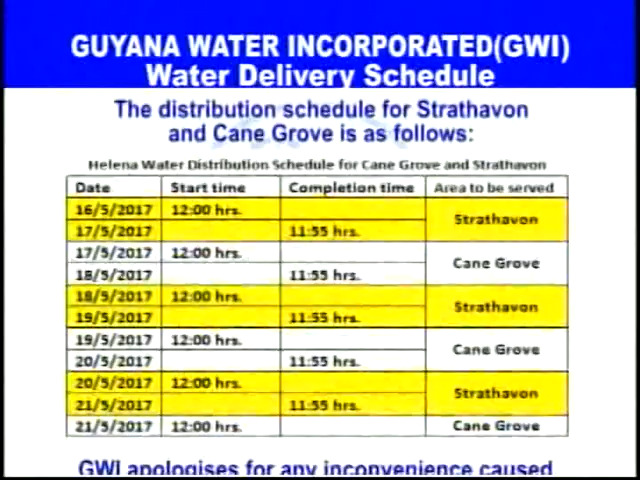 GUYANA WATER INCORPORATED(GWI)
Water Delivery Schedule
The distribution schedule for Strathavon
and Cane Grove is as follows:
Helena Water Distribution Schedule for Cane Grove and Strathavon
Date Start time Completion time Area to be served
16/5/2017 12:00 hrs. Strathavon
17/5/2017 11:55 hrs.
17/5/2017 12:00 hrs. Cane Grove
18/5/2017 11:55 hrs.
18/5/2017 12:00 hrs. Strathavon
19/5/2017 11:55 hrs.
19/5/2017 12:00 hrs. Cane Grove
20/5/2017 11:55 hrs.
20/5/2017 12:00 hrs. Strathavon
21/5/2017 11:55 hrs.
21/5/2017 12:00 hrs. Cane Grove
GWI apologises for any inconvenience caused